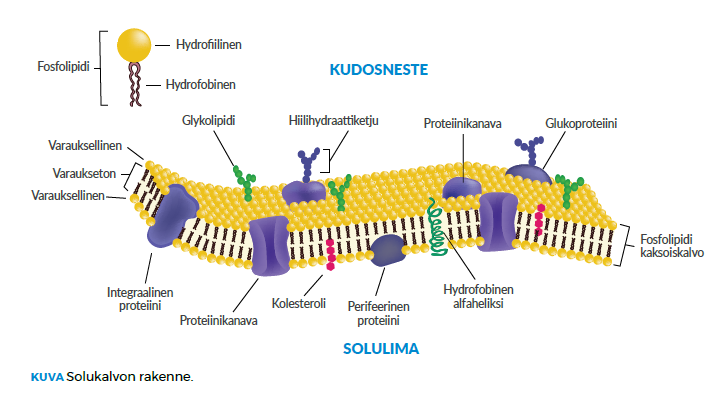 Hydrofiilinen
Fosfolipidi
Hydrofobinen
KUDOSNESTE
Glykolipidi
Hiilihydraattiketju
Proteiinikanava
Glukoproteiini
Varauksellinen
Varaukseton
Varauksellinen
Fosfolipidi
kaksoiskalvo
Integraalinen
proteiini
Proteiinikanava
Kolesteroli
Perifeerinen
proteiini
Hydrofobinen
alfaheliksi
SOLULIMA
KUVA Solukalvon rakenne.